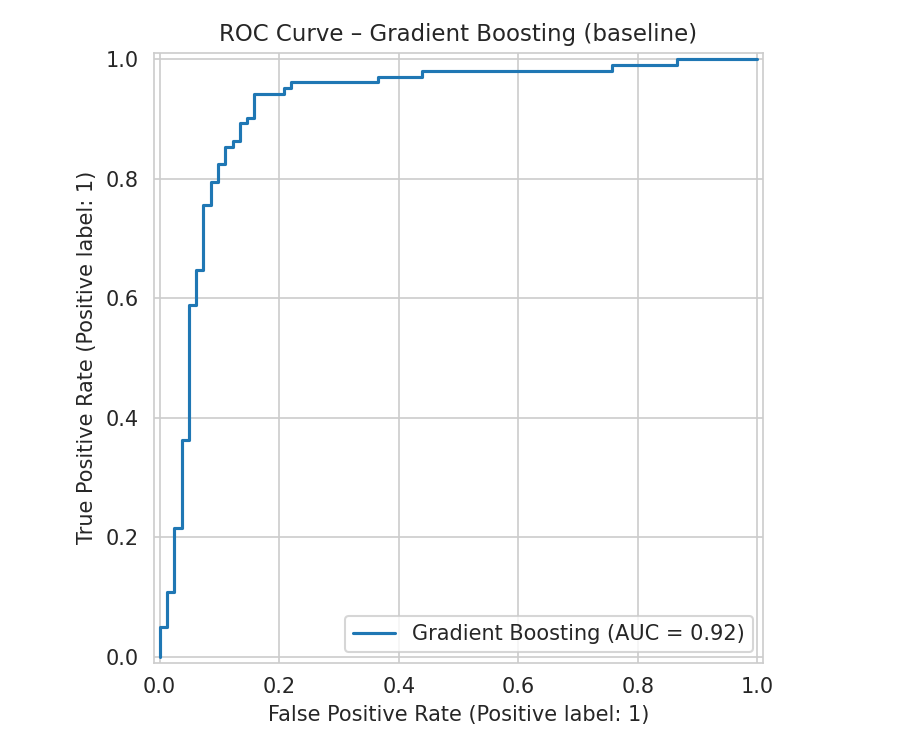 ROC Curve – Gradient Boosting (baseline)
True Positive Rate (Positive label: 1)
1.0
0.8
0.6
0.4
0.2
0.0
Gradient Boosting (AUC = 0.92)
0.0 0.2 0.4 0.6 0.8 1.0
False Positive Rate (Positive label: 1)